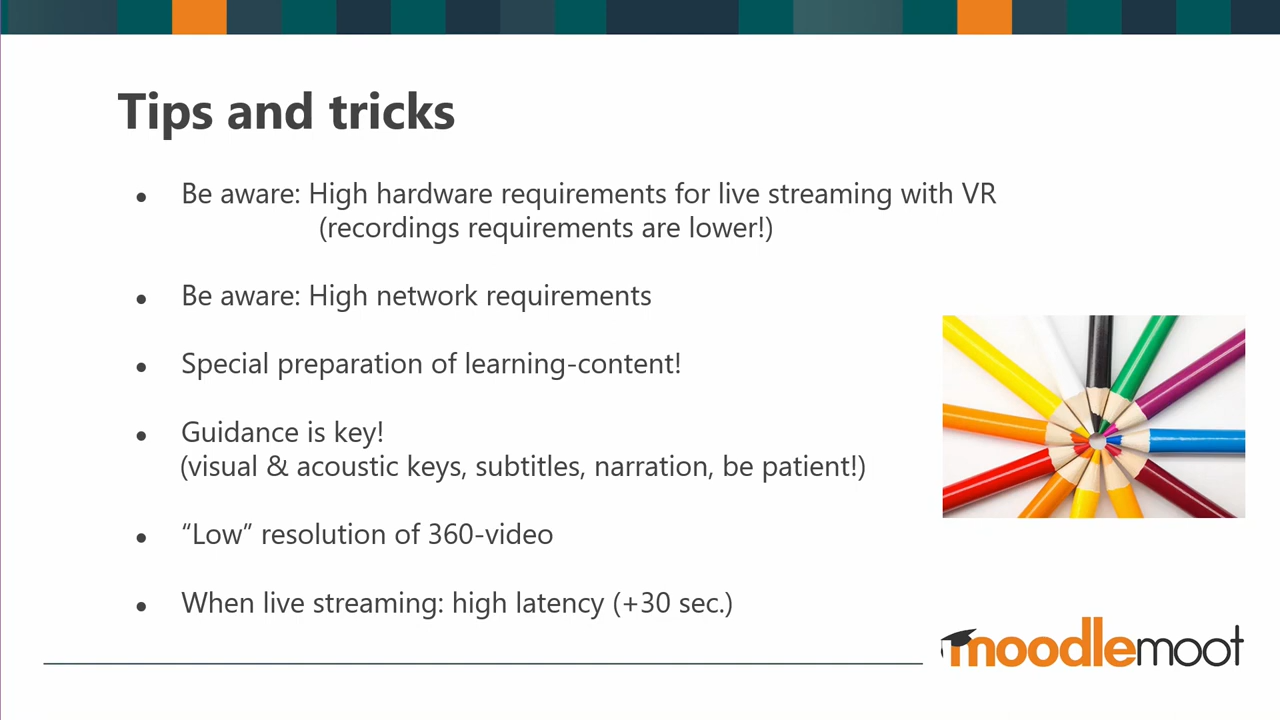 Tips and tricks
● Be aware: High hardware requirements for live streaming with VR
(recordings requirements are lower!)
● Be aware: High network requirements
● Special preparation of learning-content!
● Guidance is key!
(visual & acoustic keys, subtitles, narration, be patient!)
● “Low” resolution of 360-video
● When live streaming: high latency (+30 sec.)
moodlemoot